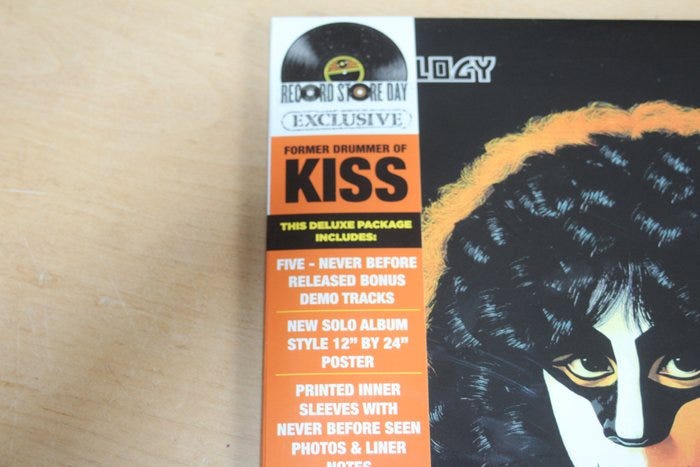 RECORD STORE DAY
EXCLUSIVE
LOGY
FORMER DRUMMER OF
KISS
THIS DELUXE PACKAGE
INCLUDES:
FIVE - NEVER BEFORE
RELEASED BONUS
DEMO TRACKS
NEW SOLO ALBUM
STYLE 12" BY 24"
POSTER
PRINTED INNER
SLEEVES WITH
NEVER BEFORE SEEN
PHOTOS & LINER
NOTES